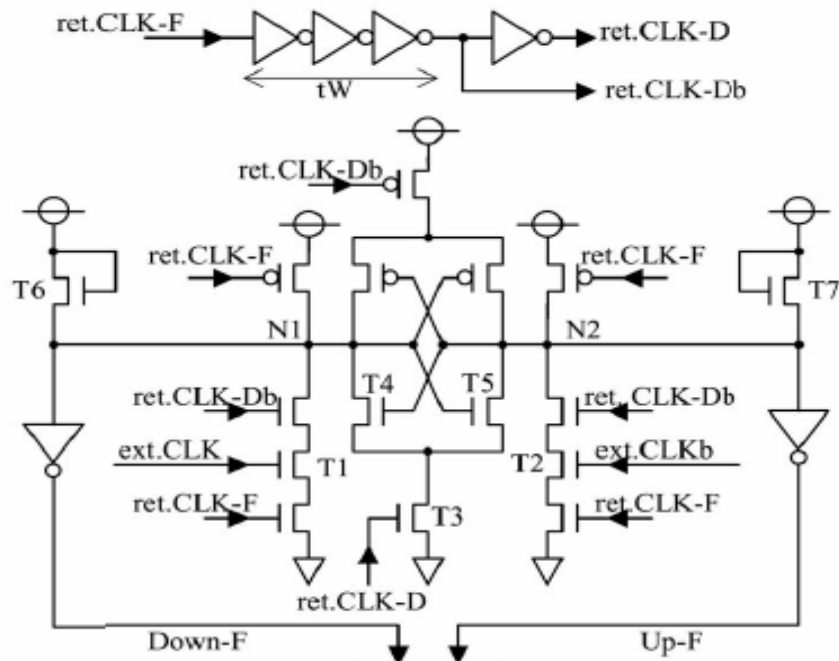 ret.CLK-F
ret.CLK-D
tW
ret.CLK-Db
ret.CLK-Db
ret.CLK-F
ret.CLK-F
T6
T7
N1
N2
T4
T5
ret.CLK-Db
ret. CLK-Db
ext.CLK
T1
T2
ext.CLKb
ret.CLK-F
T3
ret.CLK-F
ret.CLK-D
Down-F
Up-F